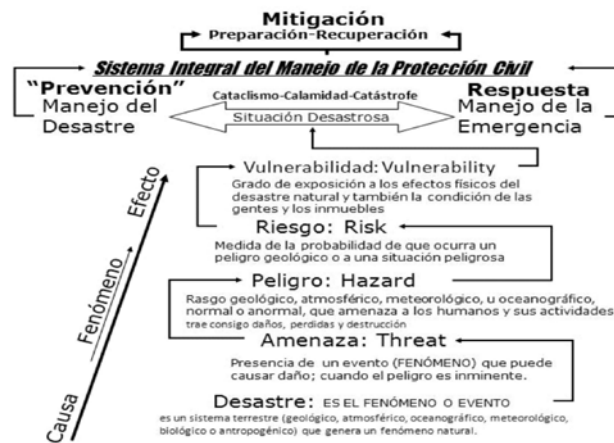 Mitigación
Preparación-Recuperación
Sistema Integral del Manejo de la Protección Civil
“Prevención”
Manejo del
Desastre
Cataclismo-Calamidad-Catástrofe
Situación Desastrosa
Respuesta
Manejo de la
Emergencia
Vulnerabilidad: Vulnerability
Grado de exposición a los efectos físicos del
desastre natural y también la condición de las
gentes y los inmuebles
Riesgo: Risk
Medida de la probabilidad de que ocurra un
peligro geológico o a una situación peligrosa
Peligro: Hazard
Rasgo geológico, atmosférico, meteorológico, u oceanográfico,
normal o anormal, que amenaza a los humanos y sus actividades
trae consigo daños, perdidas y destrucción
Amenaza: Threat
Presencia de un evento (FENÓMENO) que puede
causar daño; cuando el peligro es inminente.
Desastre: ES EL FENÓMENO O EVENTO
es un sistema terrestre (geológico, atmosférico, oceanográfico, meteorológico,
biológico o antropogénico) que genera un fenómeno natural.
Efecto
Fenómeno
Causa